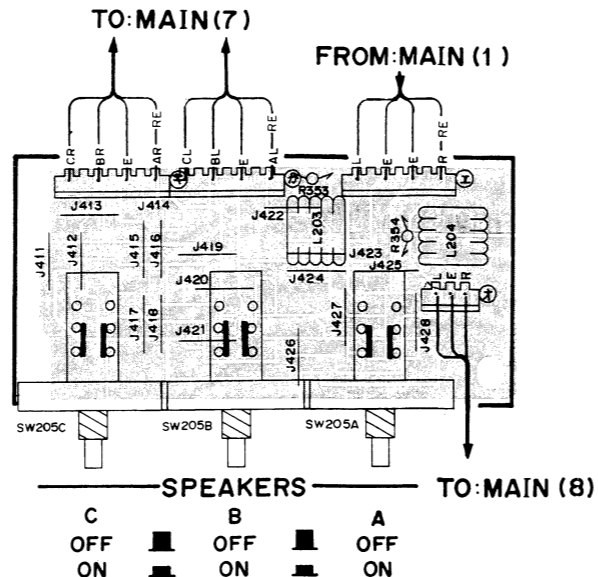 TO:MAIN(7)
FROM:MAIN(1)
CR
BR
E
AR-RE
CL
BL
E
AL-RE
L
E
E
R-RE
R353
J413
J414
J422
L203
R354
L204
J411
J412
J415
J416
J419
J423
J424
J425
L
E
R
J420
J417
J418
J421
J426
J427
J428
SW205C
SW205B
SW205A
SPEAKERS
TO:MAIN(8)
C B A
OFF OFF OFF
ON ON ON